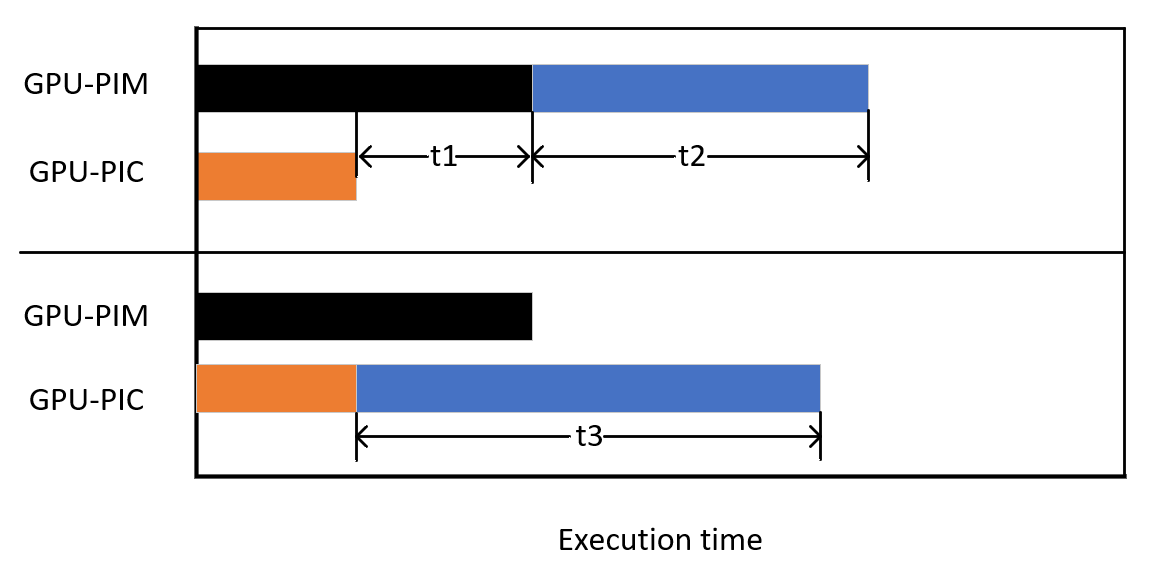 GPU-PIM
t1
t2
GPU-PIC
GPU-PIM
GPU-PIC
t3
Execution time